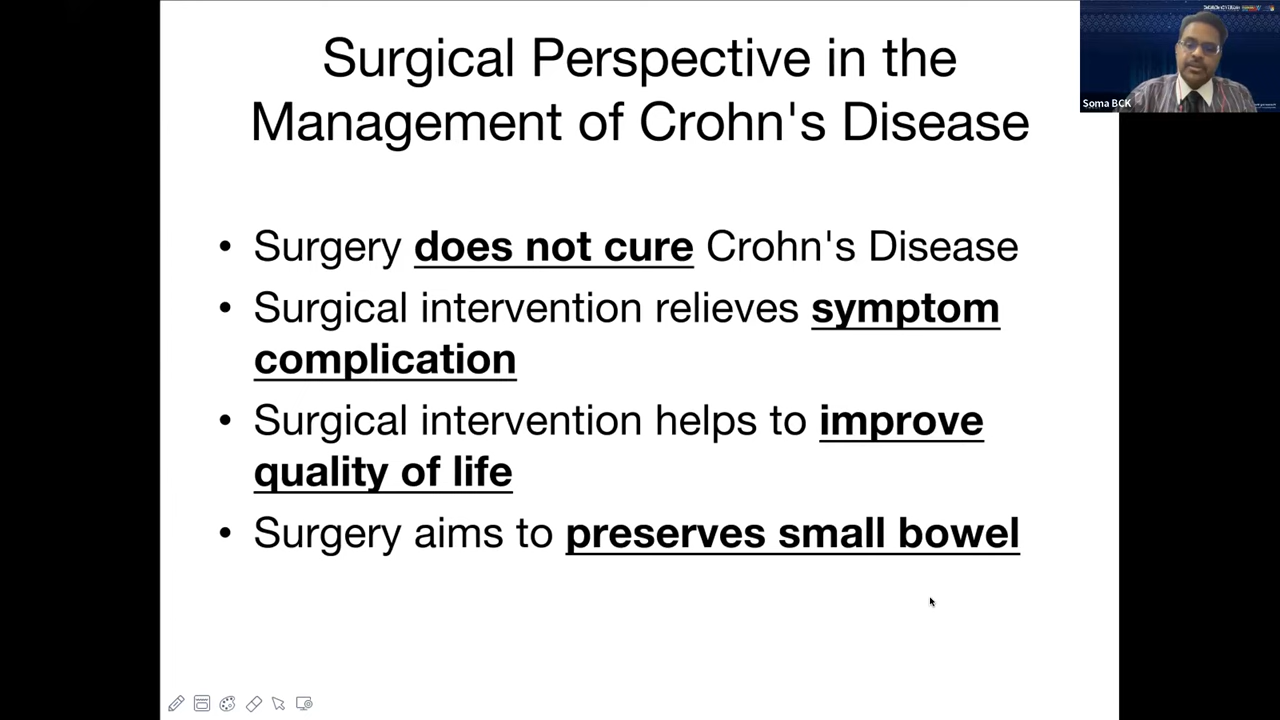 Surgical Perspective in the
Management of Crohn's Disease
Soma BCK
• Surgery does not cure Crohn's Disease
• Surgical intervention relieves symptom
complication
• Surgical intervention helps to improve
quality of life
• Surgery aims to preserves small bowel